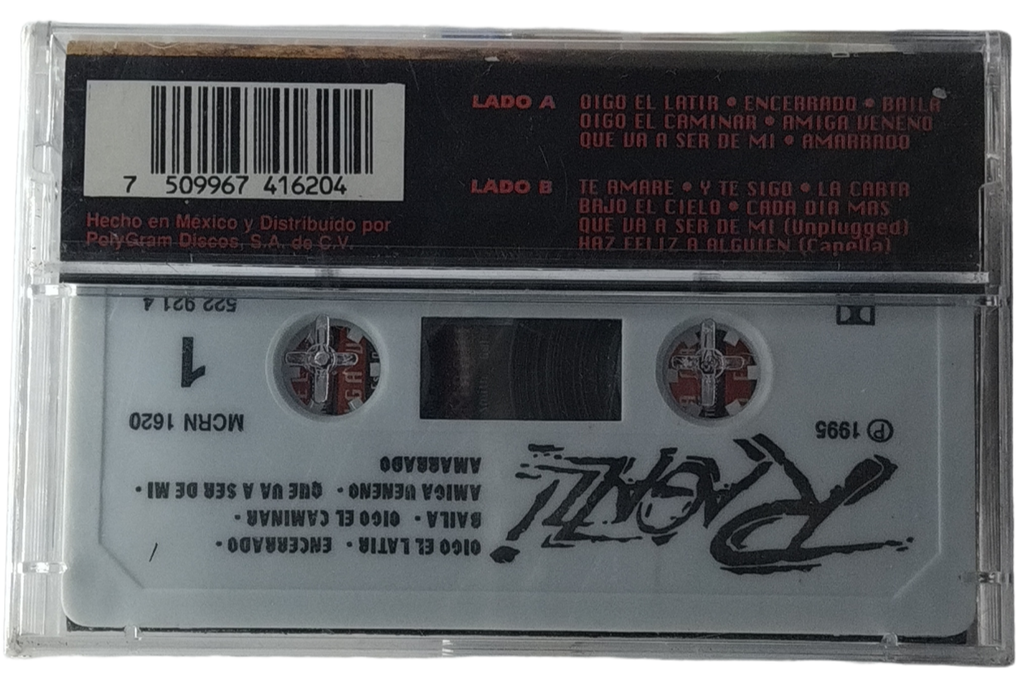 7 509967 416204
Hecho en México y Distribuido por
PolyGram Discos, S.A. de C.V.
LADO A OIGO EL LATIR • ENCERRADO • BAILA
OIGO EL CAMINAR • AMIGA VENENO
QUE VA A SER DE MI • AMARRADO
LADO B TE AMARE • Y TE SIGO • LA CARTA
BAJO EL CIELO • CADA DIA MAS
QUE VA A SER DE MI (Unplugged)
HAZ FELIZ A ALGUIEN (Capella)
OIGO EL LATIR · ENCERRADO ·
BAILA · OIGO EL CAMINAR ·
AMIGA VENENO · QUE VA A SER DE MI ·
AMARRADO
℗ 1995
MCRN 1620
1
522 921 4